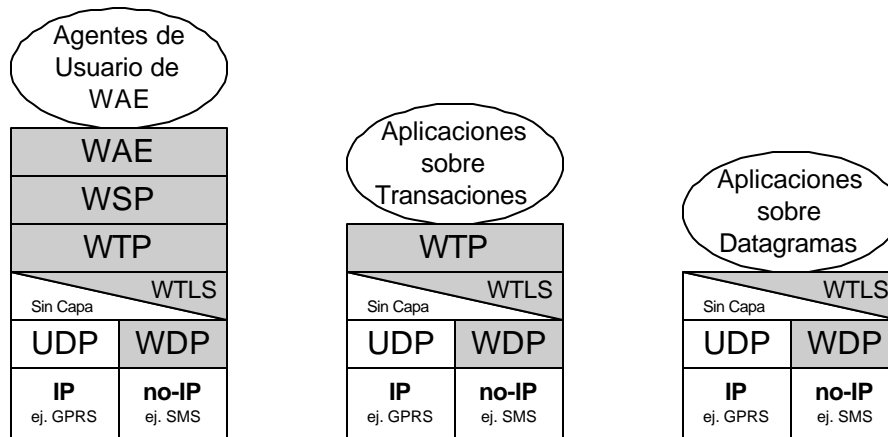 Agentes de
Usuario de
WAE
WAE
WSP
WTP
WTLS
Sin Capa
UDP WDP
IP no-IP
ej. GPRS ej. SMS
Aplicaciones
sobre
Transaciones
WTP
WTLS
Sin Capa
UDP WDP
IP no-IP
ej. GPRS ej. SMS
Aplicaciones
sobre
Datagramas
WTLS
Sin Capa
UDP WDP
IP no-IP
ej. GPRS ej. SMS